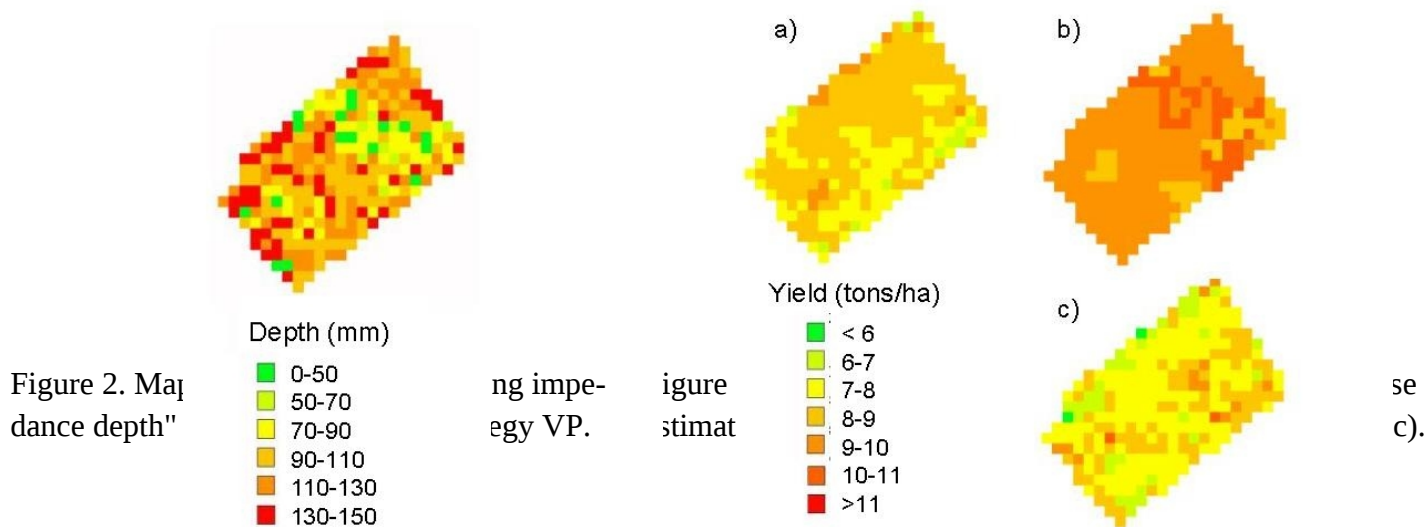 a)
b)
Depth (mm)
0-50
50-70
70-90
90-110
110-130
130-150
Yield (tons/ha)
< 6
6-7
7-8
8-9
9-10
10-11
>11
c)
Figure 2. Map ng impe-
dance depth" egy VP.
igure se
stimat c).